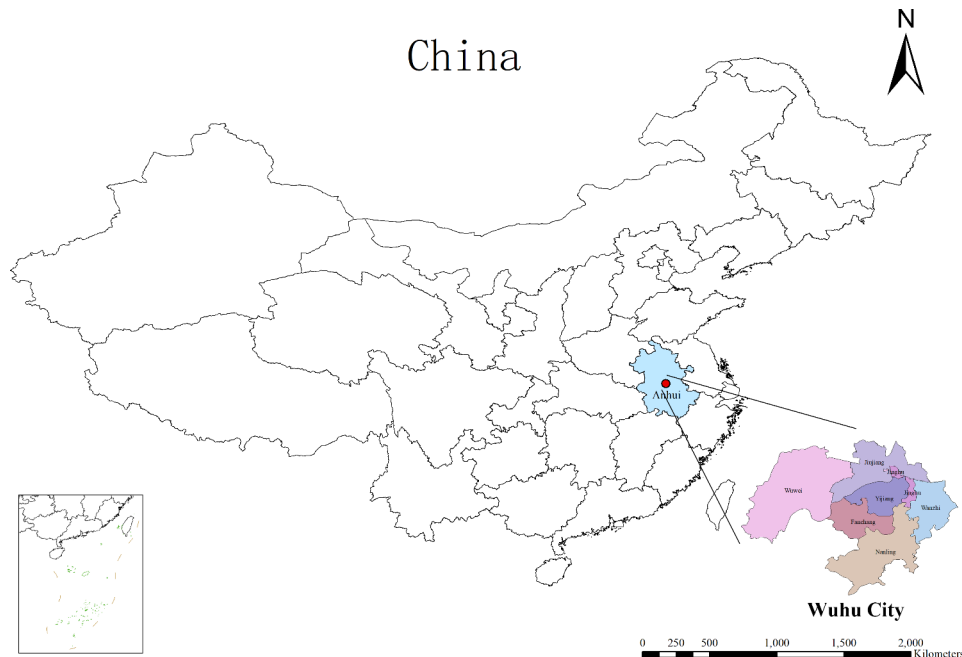 China
N
Anhui
Jiujiang
Wuwei
Yijiang
Wanzhi
Fanchang
Nanling
Wuhu City
0 250 500 1,000 1,500 2,000
Kilometers